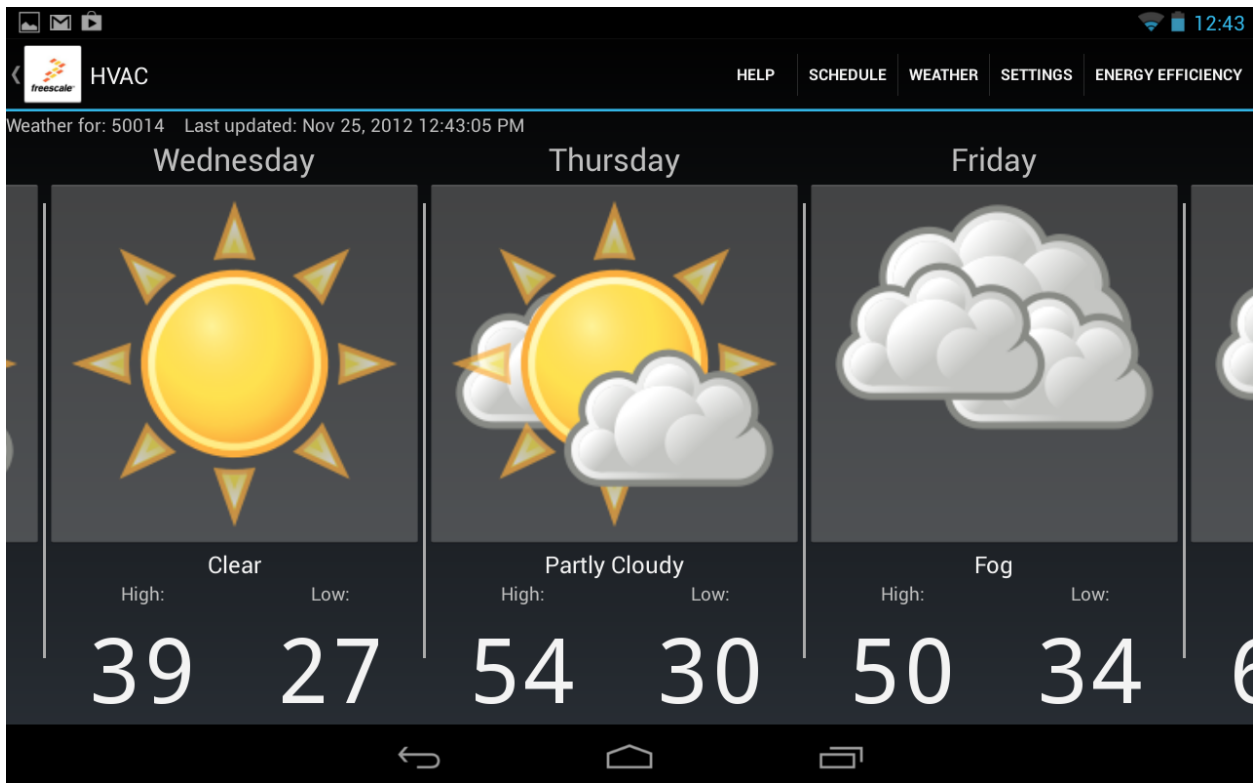 12:43
freescale HVAC HELP SCHEDULE WEATHER SETTINGS ENERGY EFFICIENCY
Weather for: 50014 Last updated: Nov 25, 2012 12:43:05 PM
Wednesday Thursday Friday
Clear Partly Cloudy Fog
High: Low: High: Low: High: Low:
39 27 54 30 50 34